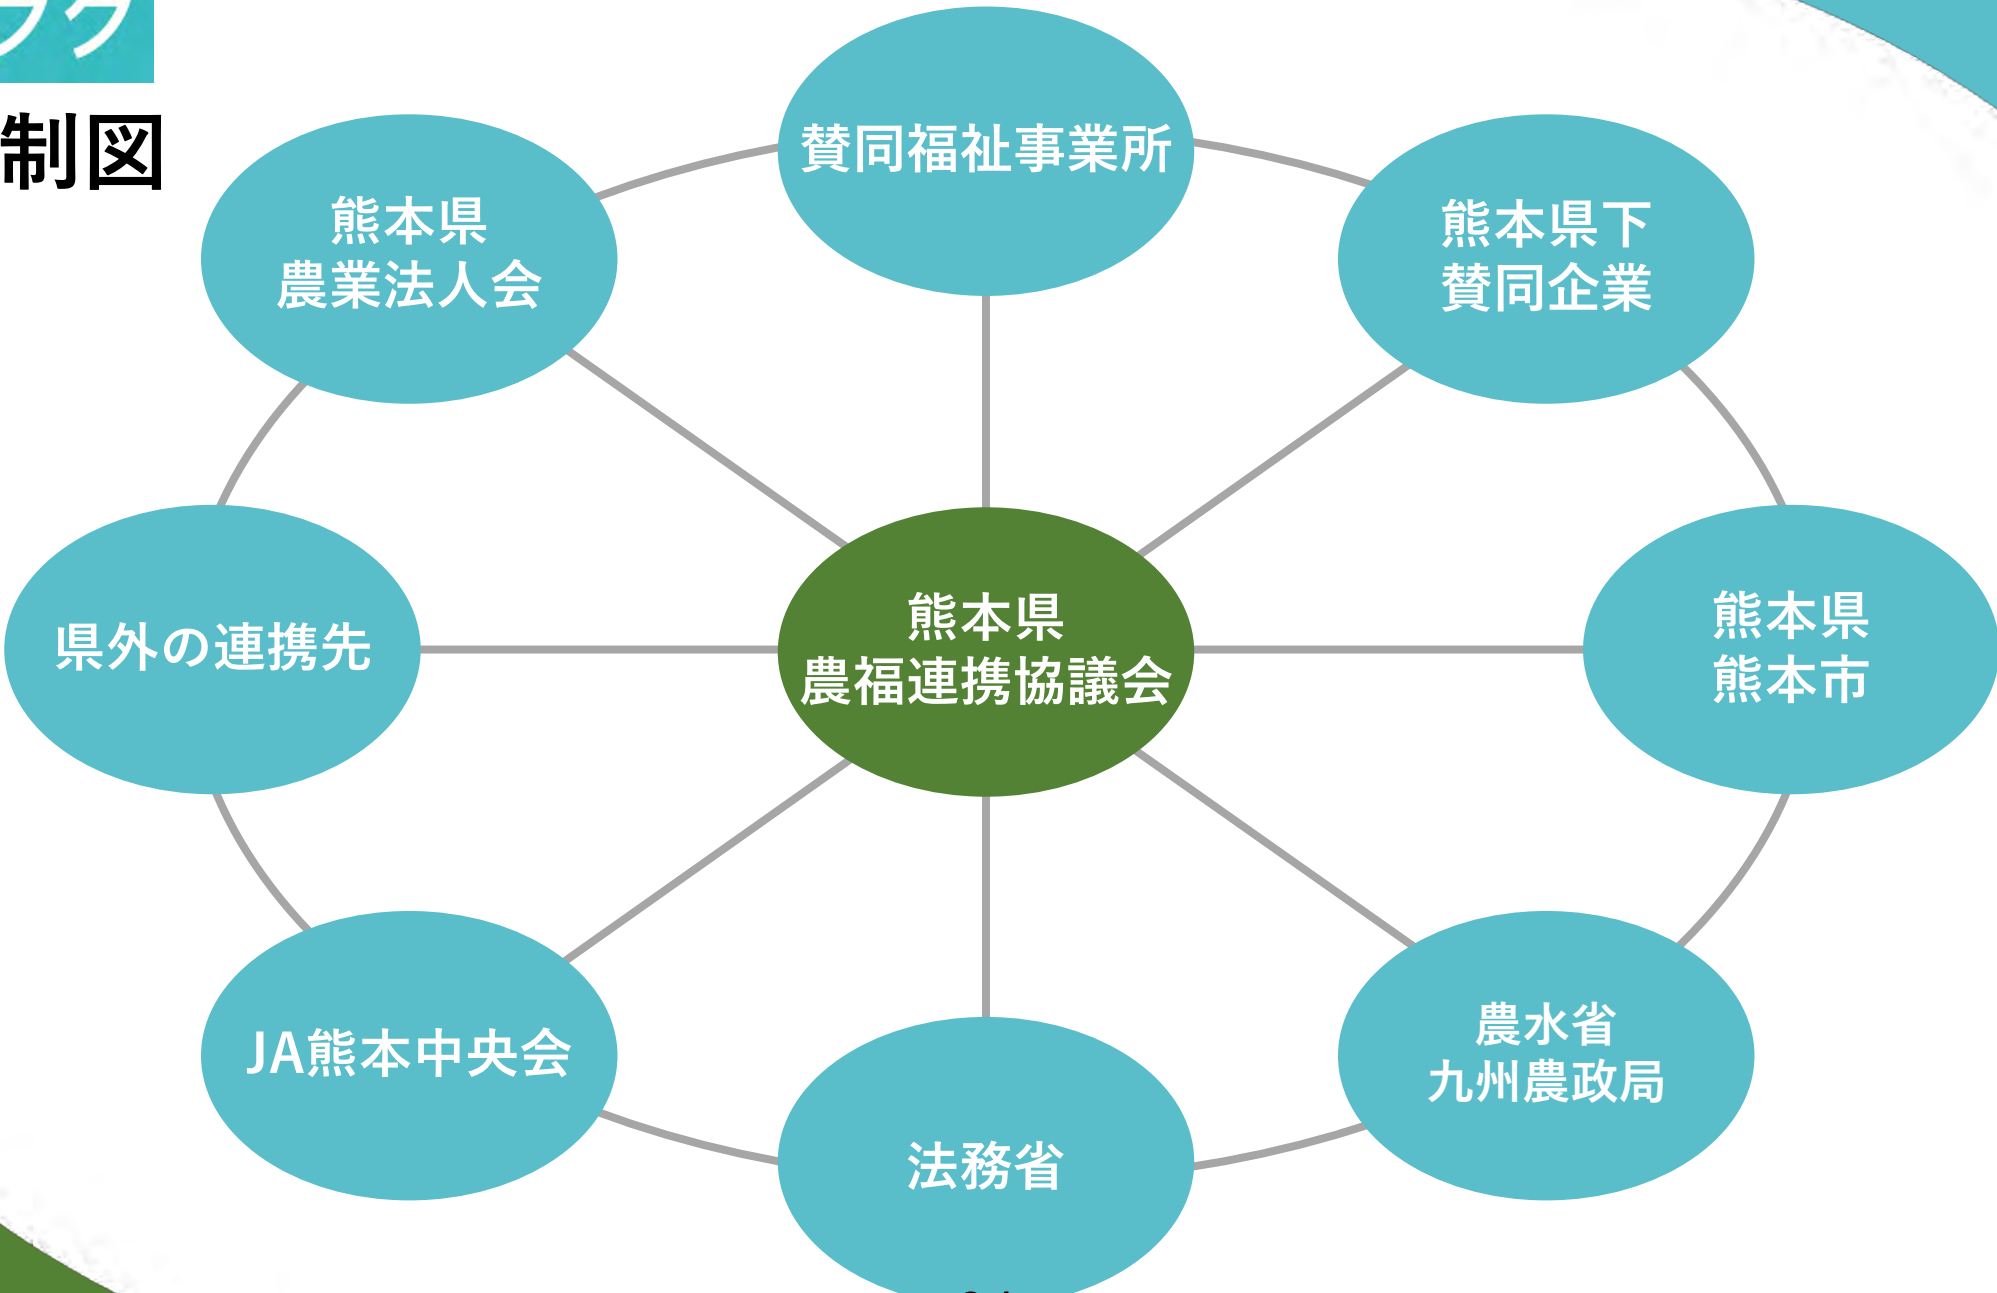 制図
賛同福祉事業所
熊本県
農業法人会
熊本県下
賛同企業
県外の連携先
熊本県
農福連携協議会
熊本県
熊本市
JA熊本中央会
農水省
九州農政局
法務省